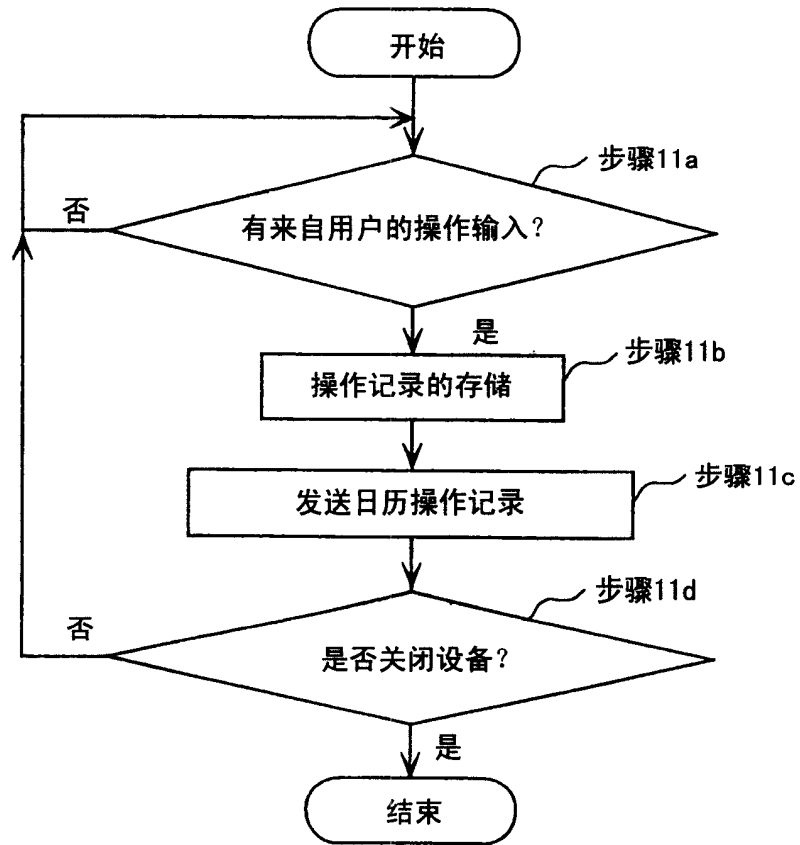 开始
步骤11a
否
有来自用户的操作输入?
是
步骤11b
操作记录的存储
步骤11c
发送日历操作记录
步骤11d
否
是否关闭设备?
是
结束